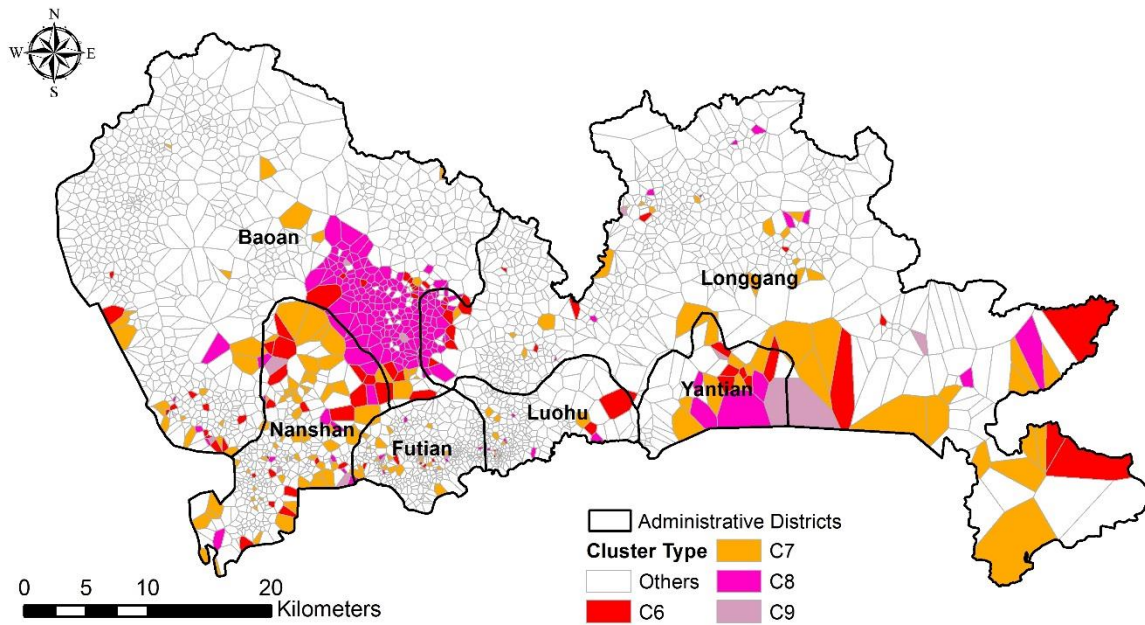 N
W E
S
Baoan
Longgang
Yantian
Luohu
Nanshan
Futian
Administrative Districts
Cluster Type
C7
Others
C8
C6
C9
0 5 10 20
Kilometers